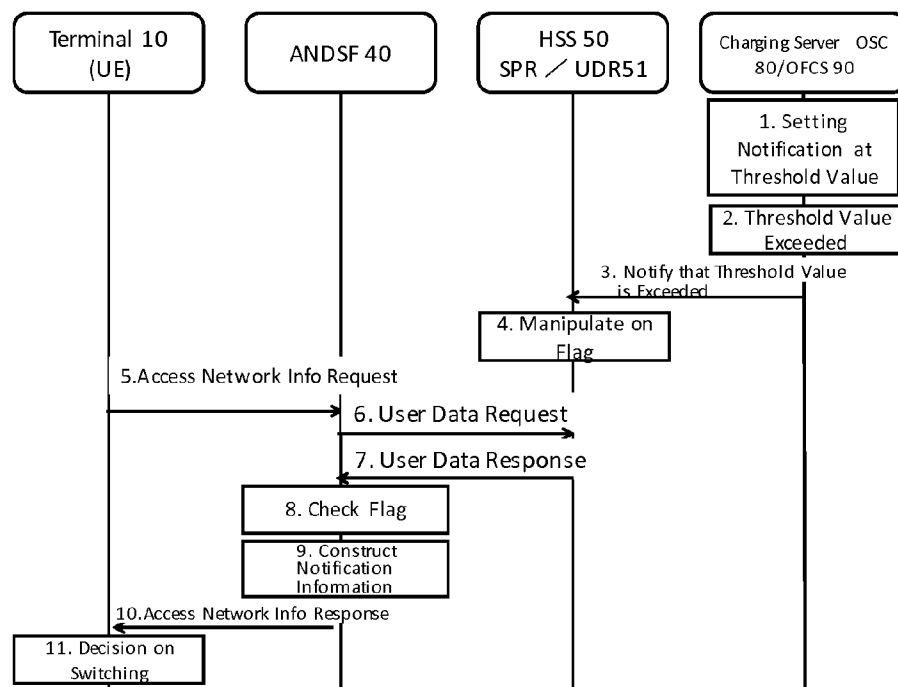 Terminal 10
(UE)
ANDSF 40
HSS 50
SPR ／ UDR51
Charging Server OSC
80/OFCS 90
1. Setting
Notification at
Threshold Value
2. Threshold Value
Exceeded
3. Notify that Threshold Value
is Exceeded
4. Manipulate on
Flag
5.Access Network Info Request
6. User Data Request
7. User Data Response
8. Check Flag
9. Construct
Notification
Information
10.Access Network Info Response
11. Decision on
Switching